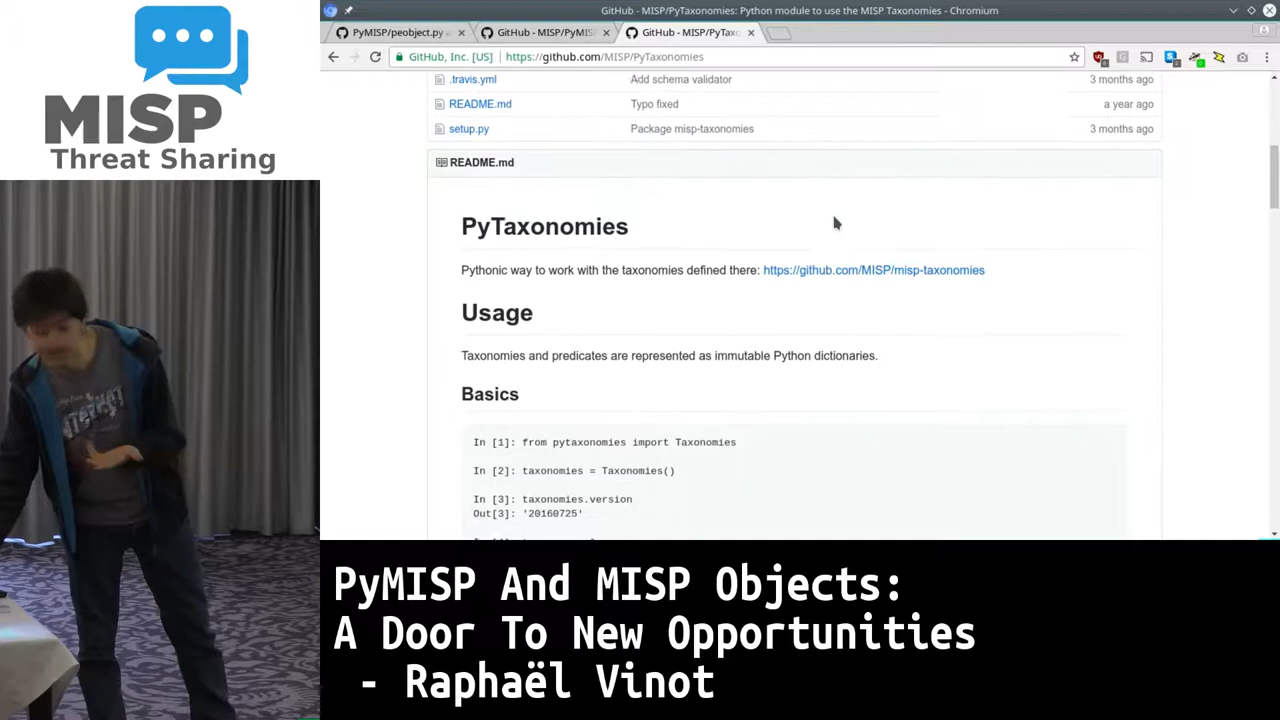 MISP
Threat Sharing
GitHub - MISP/PyTaxonomies: Python module to use the MISP Taxonomies - Chromium
PyMISP/peobject.py
GitHub - MISP/PyMIS
GitHub - MISP/PyTax
GitHub, Inc. [US]
https://github.com/MISP/PyTaxonomies
.travis.yml Add schema validator 3 months ago
README.md Typo fixed a year ago
setup.py Package misp-taxonomies 3 months ago
README.md
PyTaxonomies
Pythonic way to work with the taxonomies defined there: https://github.com/MISP/misp-taxonomies
Usage
Taxonomies and predicates are represented as immutable Python dictionaries.
Basics
In [1]: from pytaxonomies import Taxonomies
In [2]: taxonomies = Taxonomies()
In [3]: taxonomies.version
Out[3]: '20160725'
PyMISP And MISP Objects:
A Door To New Opportunities
- Raphaël Vinot